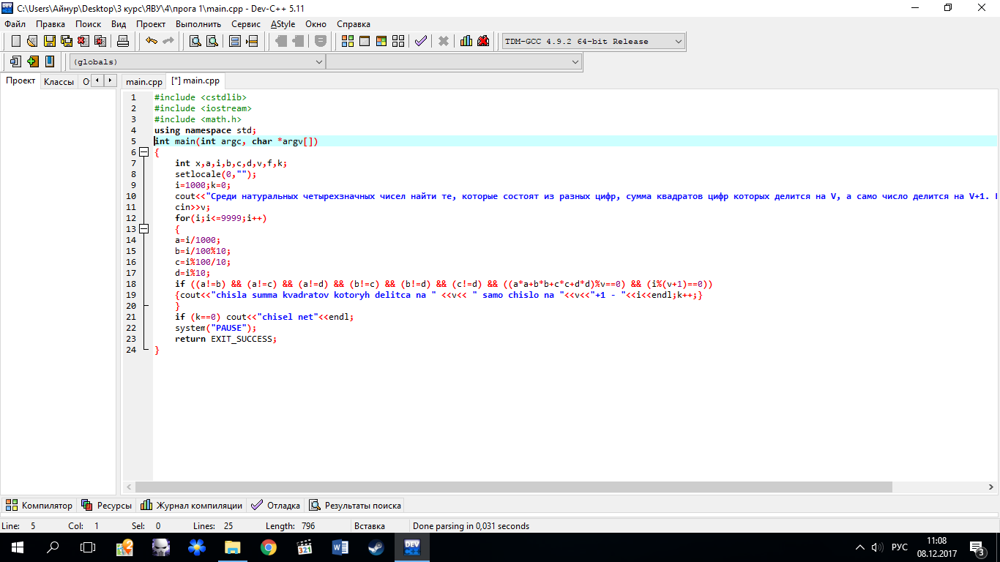 C:\Users\Айнур\Desktop\3 курс\ЯВУ\4\прога 1\main.cpp - Dev-C++ 5.11
Файл Правка Поиск Вид Проект Выполнить Сервис AStyle Окно Справка
TDM-GCC 4.9.2 64-bit Release
(globals)
Проект Классы О
main.cpp [*] main.cpp
1 #include <cstdlib>
2 #include <iostream>
3 #include <math.h>
4 using namespace std;
5 int main(int argc, char *argv[])
6 {
7 int x,a,i,b,c,d,v,f,k;
8 setlocale(0,"");
9 i=1000;k=0;
10 cout<<"Среди натуральных четырехзначных чисел найти те, которые состоят из разных цифр, сумма квадратов цифр которых делится на V, а само число делится на V+1.
11 cin>>v;
12 for(i;i<=9999;i++)
13 {
14 a=i/1000;
15 b=i/100%10;
16 c=i%100/10;
17 d=i%10;
18 if ((a!=b) && (a!=c) && (a!=d) && (b!=c) && (b!=d) && (c!=d) && ((a*a+b*b+c*c+d*d)%v==0) && (i%(v+1)==0))
19 {cout<<"chisla summa kvadratov kotoryh delitca na " <<v<< " samo chislo na "<<v<<"+1 - "<<i<<endl;k++;}
20 }
21 if (k==0) cout<<"chisel net"<<endl;
22 system("PAUSE");
23 return EXIT_SUCCESS;
24 }
Компилятор Ресурсы Журнал компиляции Отладка Результаты поиска
Line: 5 Col: 1 Sel: 0 Lines: 25 Length: 796 Вставка Done parsing in 0,031 seconds
321 W DEV РУС 11:08
08.12.2017 3